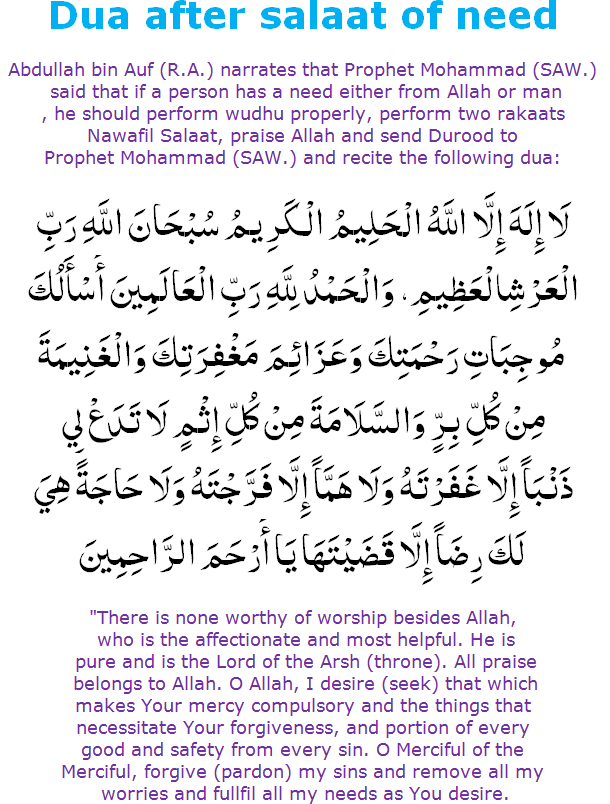 Dua after salaat of need
Abdullah bin Auf (R.A.) narrates that Prophet Mohammad (SAW.)
said that if a person has a need either from Allah or man
, he should perform wudhu properly, perform two rakaats
Nawafil Salaat, praise Allah and send Durood to
Prophet Mohammad (SAW.) and recite the following dua:
لَا إِلَهَ إِلَّا اللَّهُ الْحَلِيمُ الْكَرِيمُ سُبْحَانَ اللَّهِ رَبِّ
الْعَرْشِالْعَظِيمِ، وَالْحَمْدُ لِلَّهِ رَبِّ الْعَالَمِينَ أَسْأَلُكَ
مُوجِبَاتِ رَحْمَتِكَ وَعَزَائِمَ مَغْفِرَتِكَ وَالْغَنِيمَةَ
مِنْ كُلِّ بِرٍّ وَالسَّلَامَةَ مِنْ كُلِّ إِثْمٍ لَا تَدَعْ لِي
ذَنْبَاً إِلَّا غَفَرْتَهُ وَلَا هَمَّاً إِلَّا فَرَّجْتَهُ وَلَا حَاجَةً هِيَ
لَكَ رِضَاً إِلَّا قَضَيْتَهَا يَا أَرْحَمَ الرَّاحِمِينَ
"There is none worthy of worship besides Allah,
who is the affectionate and most helpful. He is
pure and is the Lord of the Arsh (throne). All praise
belongs to Allah. O Allah, I desire (seek) that which
makes Your mercy compulsory and the things that
necessitate Your forgiveness, and portion of every
good and safety from every sin. O Merciful of the
Merciful, forgive (pardon) my sins and remove all my
worries and fullfil all my needs as You desire.